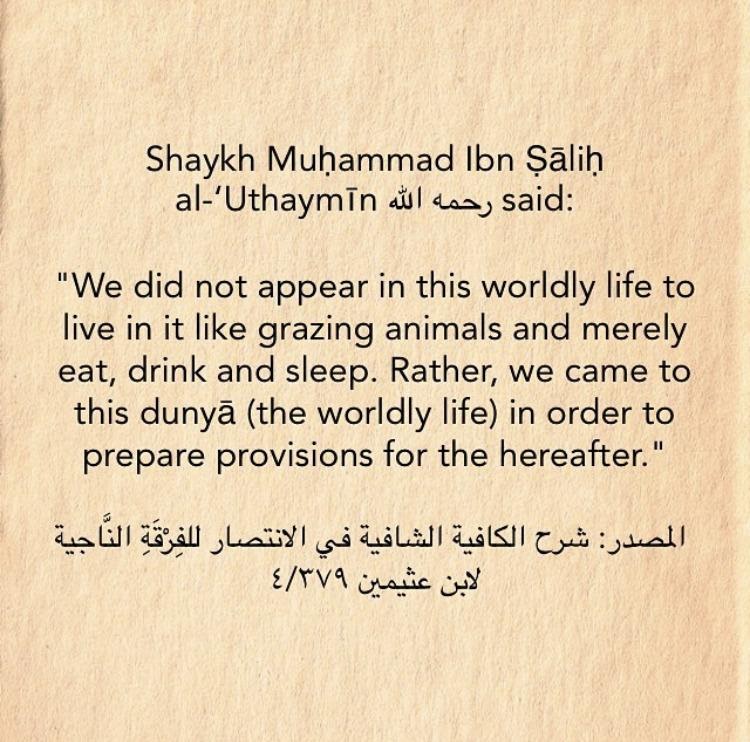 Shaykh Muḥammad Ibn Ṣāliḥ
al-‘Uthaymīn رحمه الله said:
"We did not appear in this worldly life to
live in it like grazing animals and merely
eat, drink and sleep. Rather, we came to
this dunyā (the worldly life) in order to
prepare provisions for the hereafter."
المصدر: شرح الكافية الشافية في الانتصار للفِرْقَةِ النَّاجية
لابن عثيمين ٤/٣٧٩